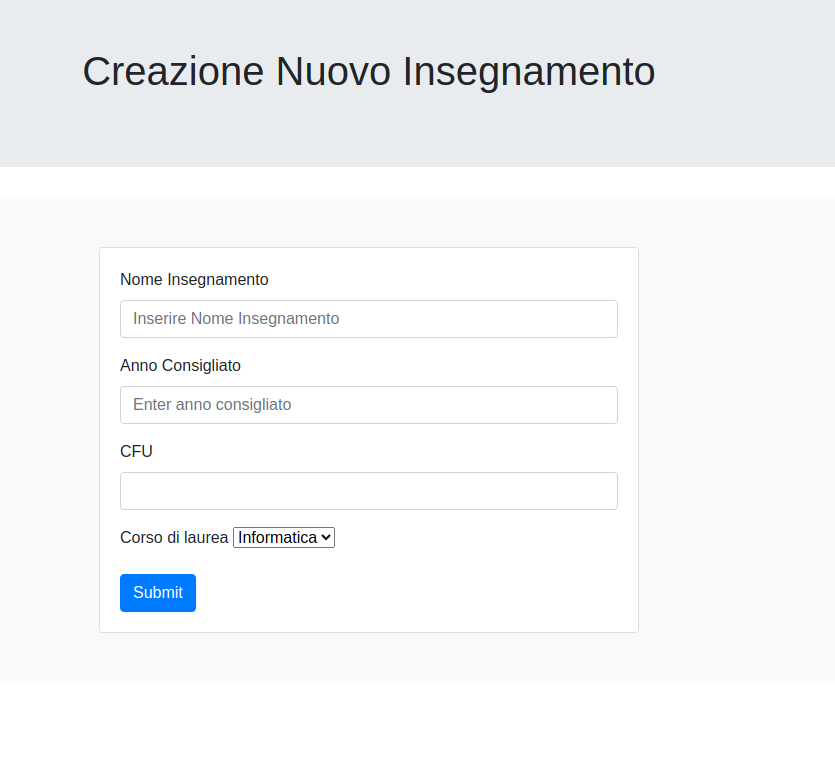 Creazione Nuovo Insegnamento
Nome Insegnamento
Inserire Nome Insegnamento
Anno Consigliato
Enter anno consigliato
CFU
Corso di laurea Informatica
Submit